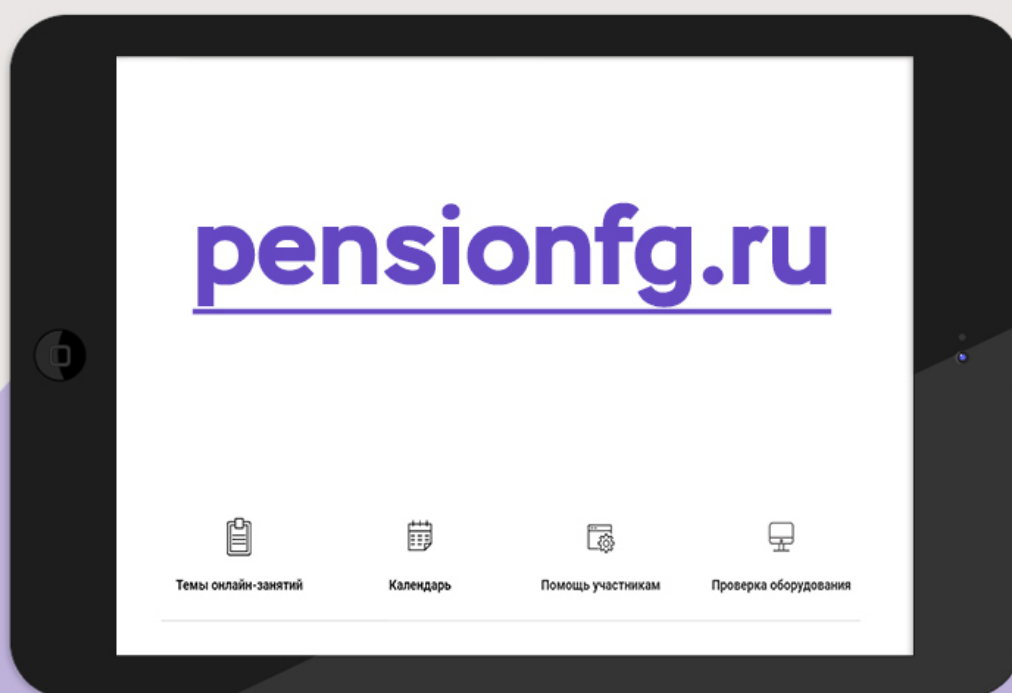 pensionfg.ru
Темы онлайн-занятий
Календарь
Помощь участникам
Проверка оборудования